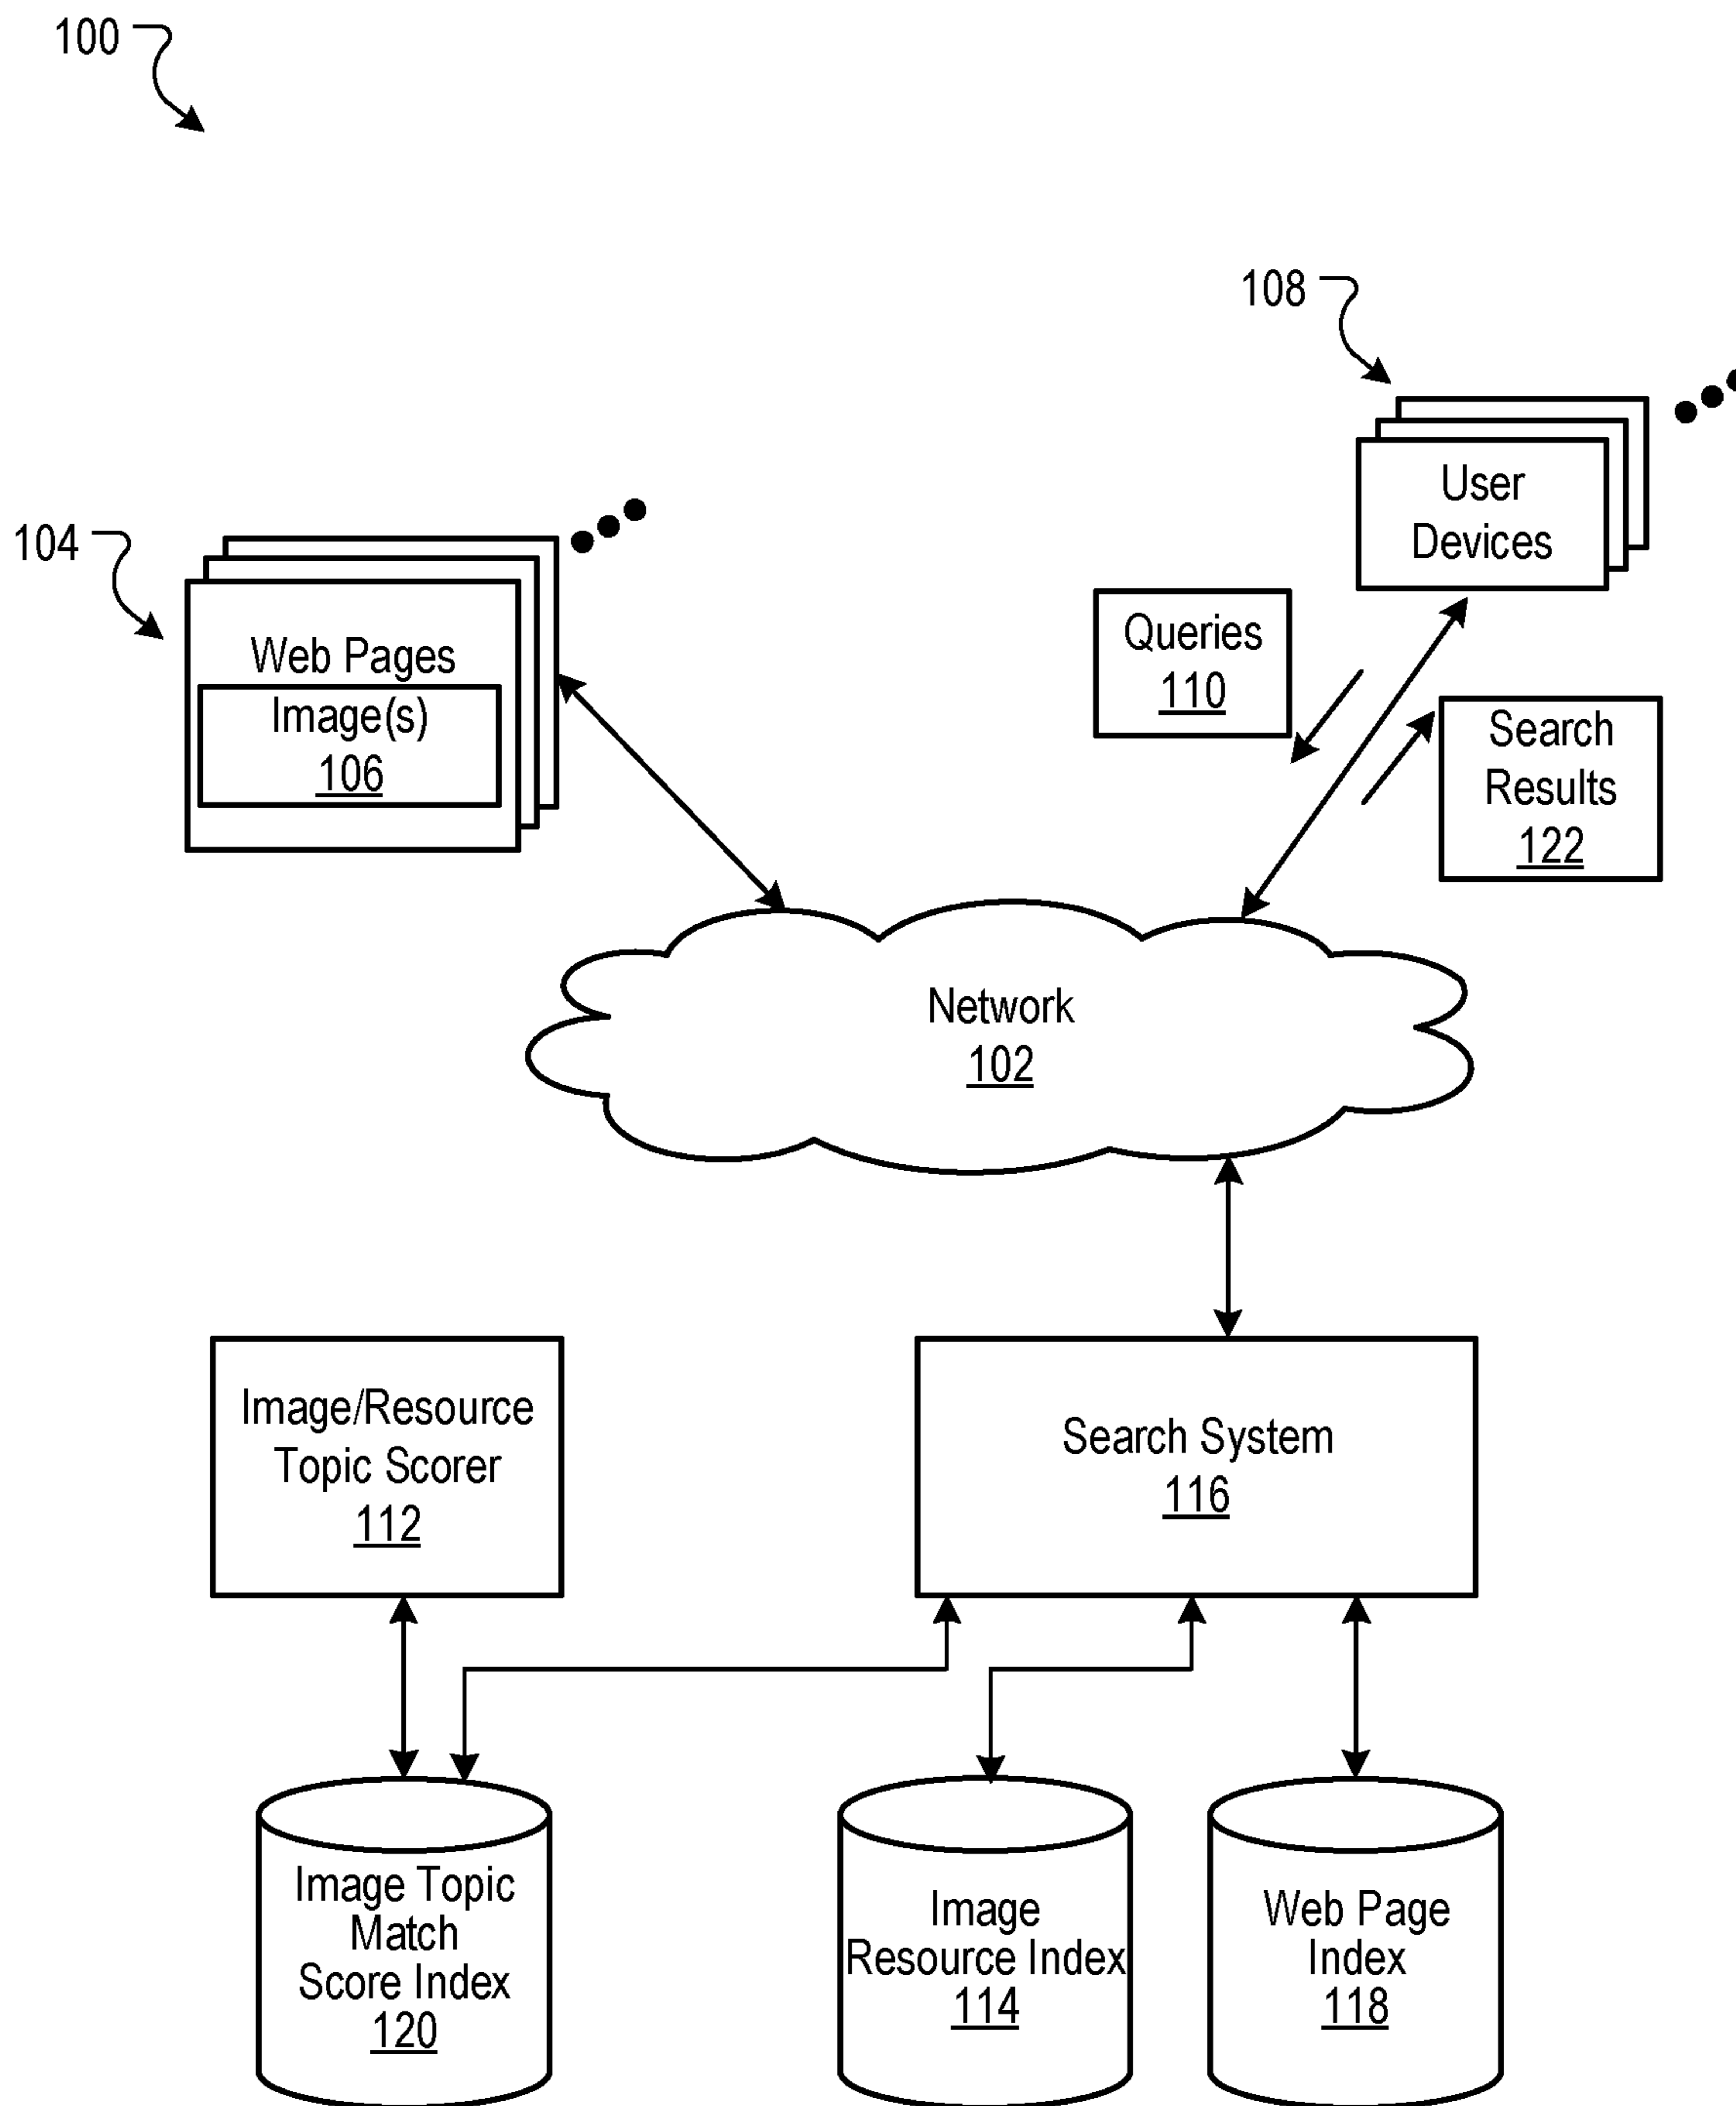 100
108
User
Devices
104
Web Pages
Image(s)
106
Queries
110
Search
Results
122
Network
102
Image/Resource
Topic Scorer
112
Search System
116
Image Topic
Match
Score Index
120
Image
Resource Index
114
Web Page
Index
118